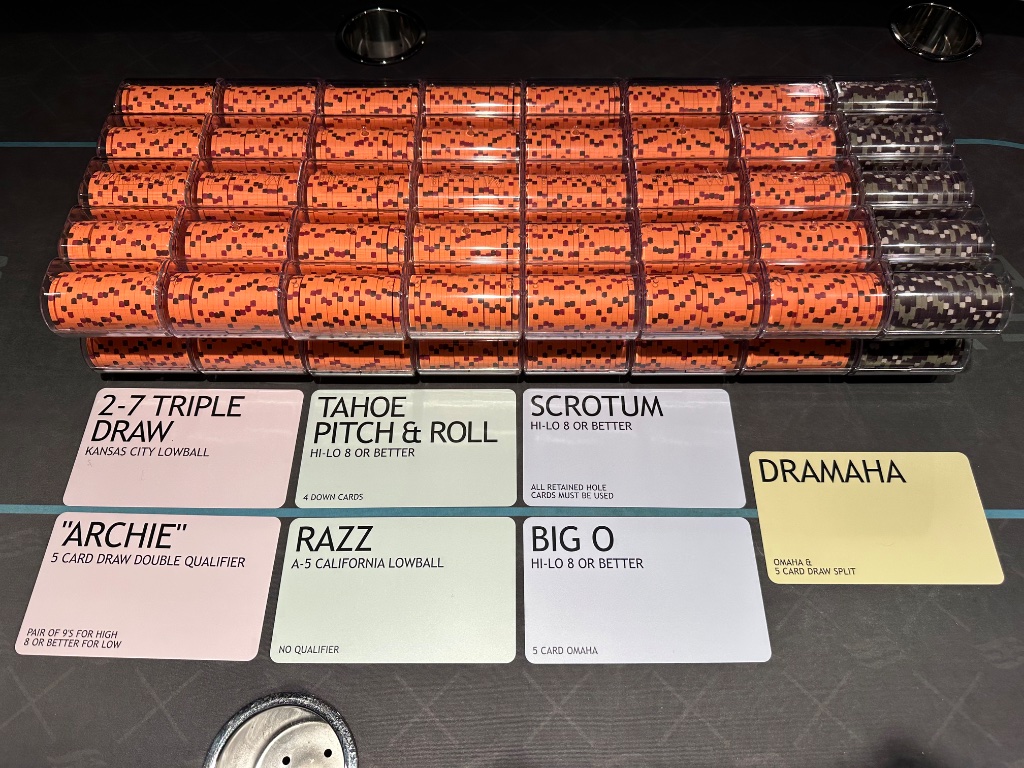 2-7 TRIPLE
DRAW
KANSAS CITY LOWBALL
TAHOE
PITCH & ROLL
HI-LO 8 OR BETTER
4 DOWN CARDS
SCROTUM
HI-LO 8 OR BETTER
ALL RETAINED HOLE
CARDS MUST BE USED
DRAMAHA
OMAHA &
5 CARD DRAW SPLIT
"ARCHIE"
5 CARD DRAW DOUBLE QUALIFIER
PAIR OF 9'S FOR HIGH
8 OR BETTER FOR LOW
RAZZ
A-5 CALIFORNIA LOWBALL
NO QUALIFIER
BIG O
HI-LO 8 OR BETTER
5 CARD OMAHA